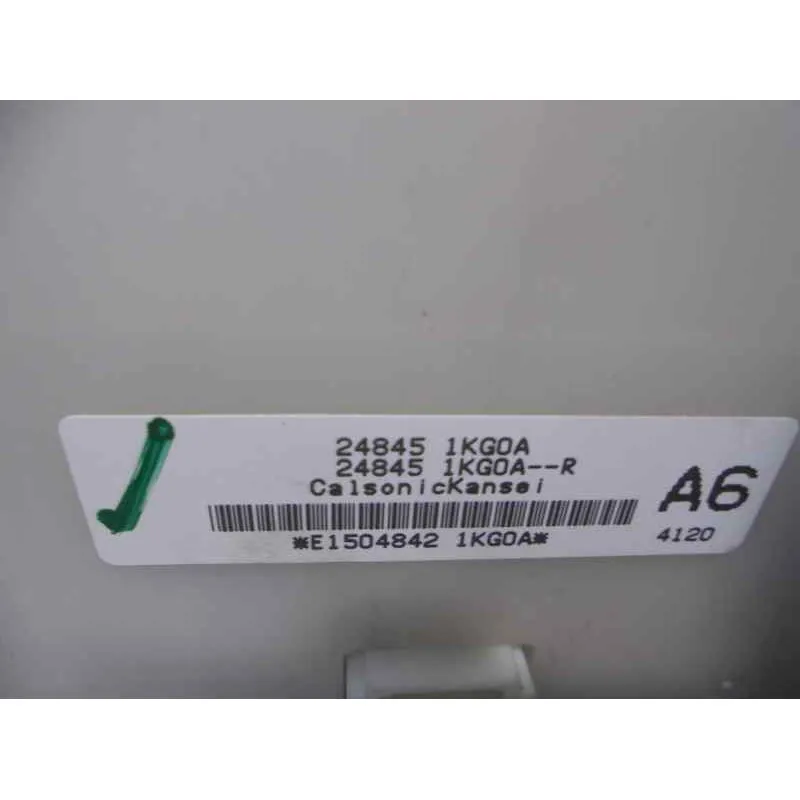 24845 1KG0A
24845 1KG0A--R
CalsonicKansei
*E1504842 1KG0A*
A6
4120